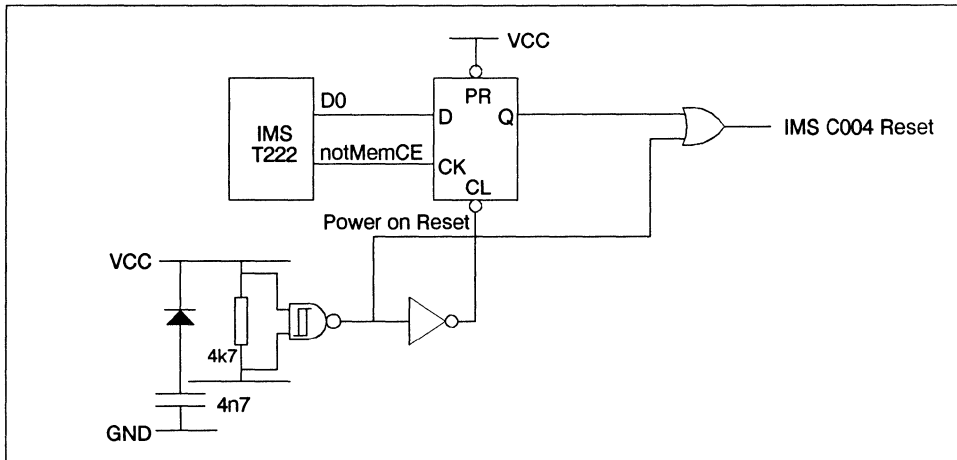 VCC
D0
PR
IMS
T222
D
Q
IMS C004 Reset
notMemCE
CK
CL
Power on Reset
VCC
4k7
4n7
GND